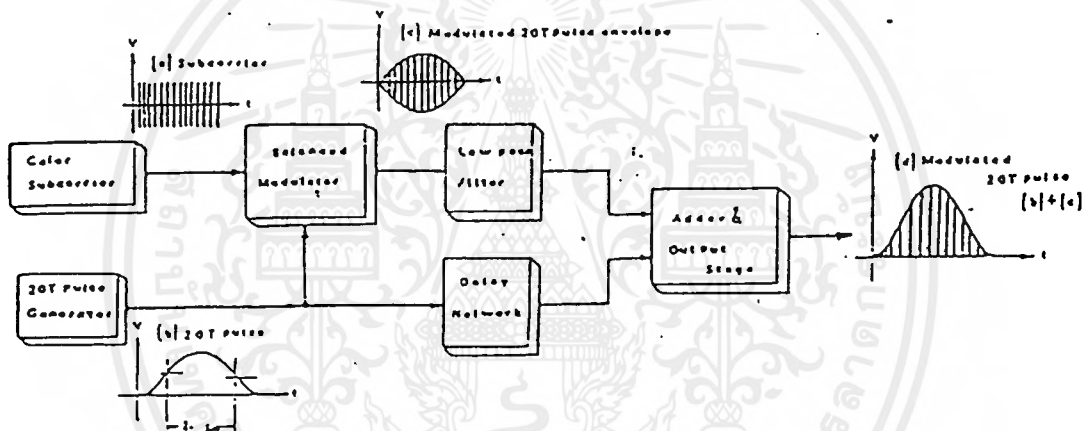 V
[a] Subcarrier
t
V
[c] Modulated 20T Pulse envelope
t
Color
Subcarrier
Balanced
Modulator
Low pass
filter
Adder &
Output
Stage
V
[d] Modulated
20T Pulse
[b]+[c]
t
20T Pulse
Generator
Delay
Network
V
[b] 20T Pulse
t